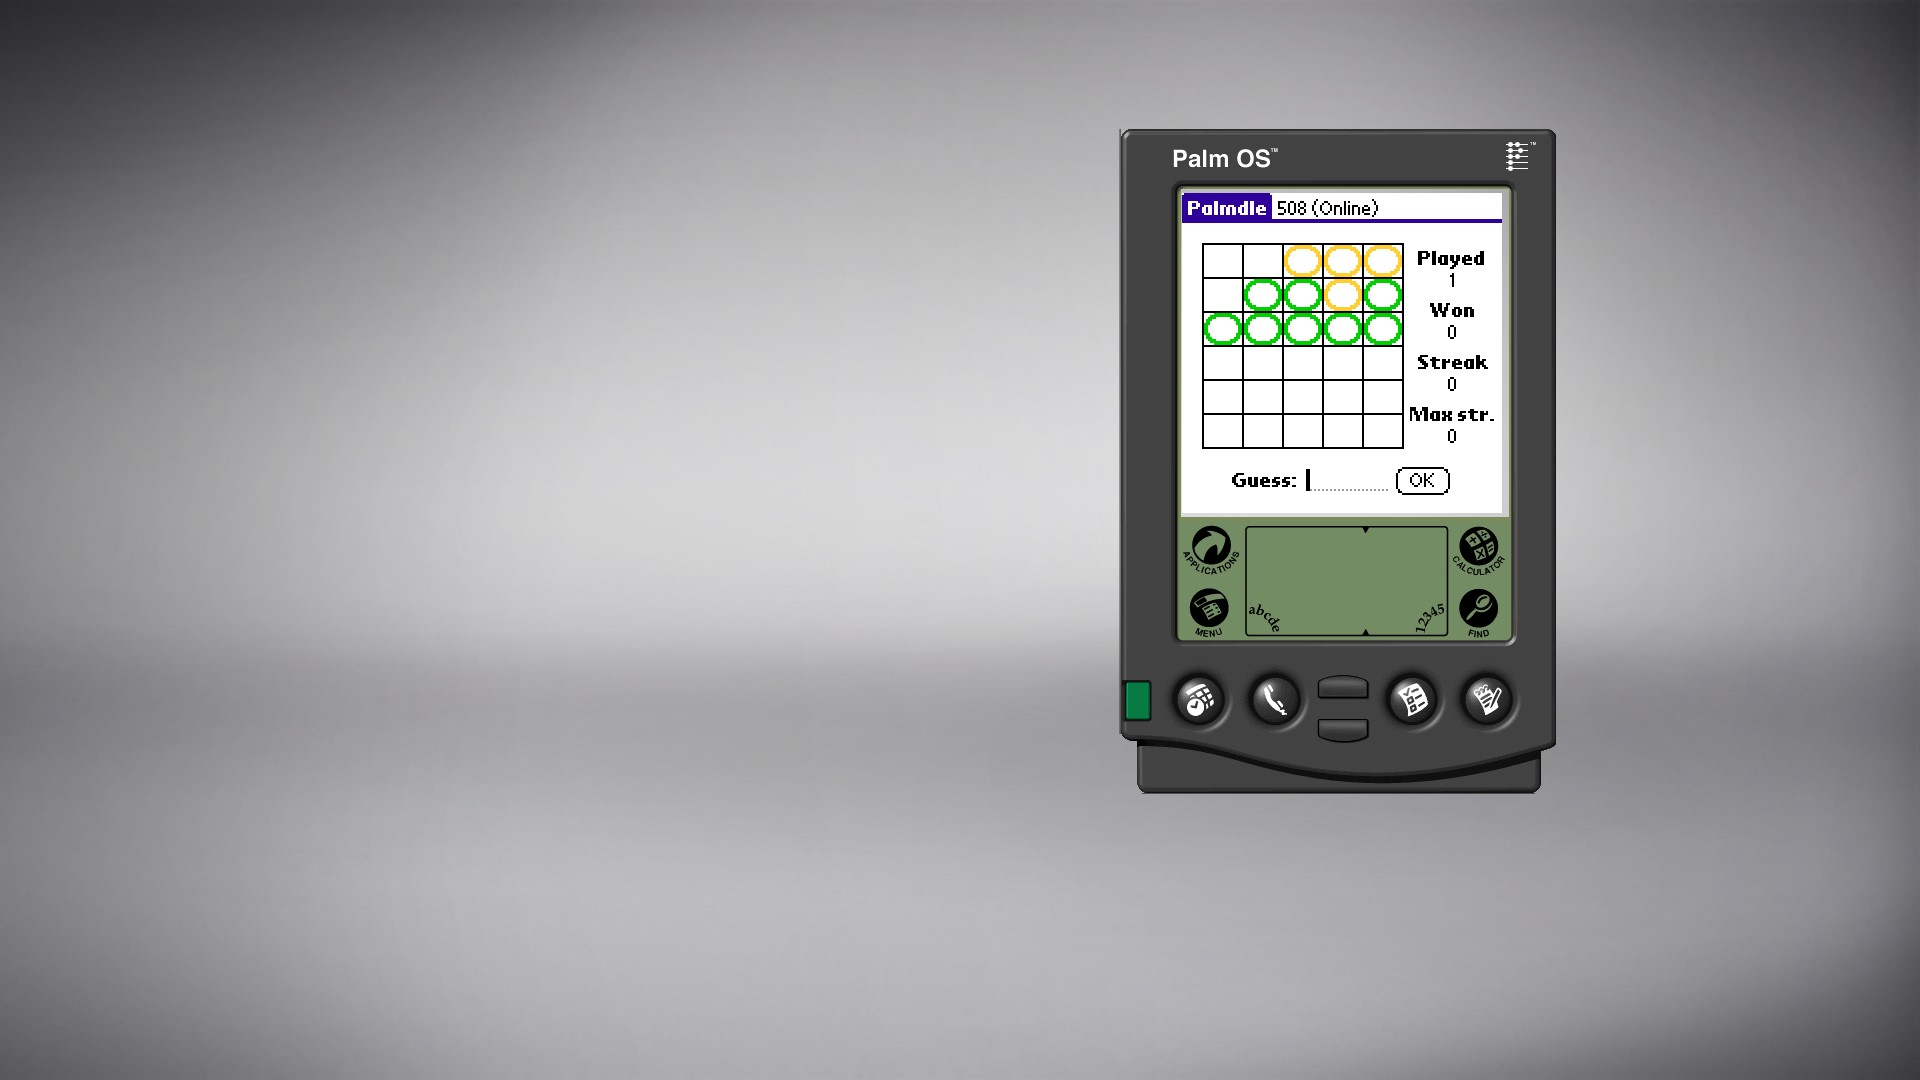 Palm OS™
Palmdle 508 (Online)
Played
1
Won
0
Streak
0
Max str.
0
Guess: OK
APPLICATIONS
MENU
abcde
12345
CALCULATOR
FIND